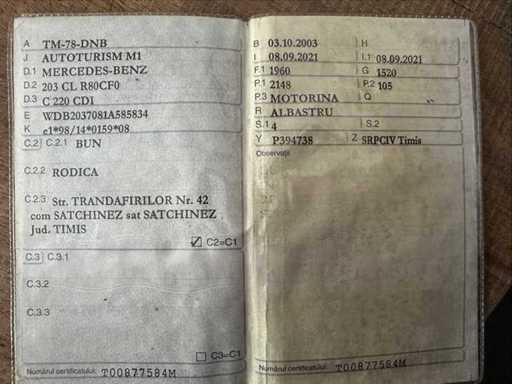 A TM-78-DNB
J AUTOTURISM M1
D.1 MERCEDES-BENZ
D.2 203 CL R80CF0
D.3 C 220 CDI
E WDB2037081A585834
K e1*98/14*0159*08
C.2 C.2.1 BUN
C.2.2 RODICA
C.2.3 Str. TRANDAFIRILOR Nr. 42
com SATCHINEZ sat SATCHINEZ
Jud. TIMIS
C2=C1
C.3 C.3.1
C.3.2
C.3.3
C3=C1
Numărul certificatului: T00877584M
B 03.10.2003 H
I 08.09.2021 I.1 08.09.2021
F.1 1960 G 1520
P.1 2148 P.2 105
P.3 MOTORINA Q
R ALBASTRU
S.1 4 S.2
Y P394738 Z SRPCIV Timis
Observații
Numărul certificatului: T00877584M